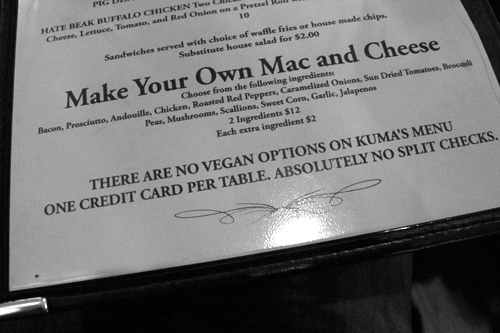 PIG DES
HATE BEAK BUFFALO CHICKEN Two Chick
Cheese, Lettuce, Tomato, and Red Onion on a Pretzel Roll
10
Sandwiches served with choice of waffle fries or house made chips.
Substitute house salad for $2.00
Make Your Own Mac and Cheese
Choose from the following ingredients:
Bacon, Prosciutto, Andouille, Chicken, Roasted Red Peppers, Caramelized Onions, Sun Dried Tomatoes, Broccoli
Peas, Mushrooms, Scallions, Sweet Corn, Garlic, Jalapenos
2 Ingredients $12
Each extra ingredient $2
THERE ARE NO VEGAN OPTIONS ON KUMA'S MENU
ONE CREDIT CARD PER TABLE. ABSOLUTELY NO SPLIT CHECKS.